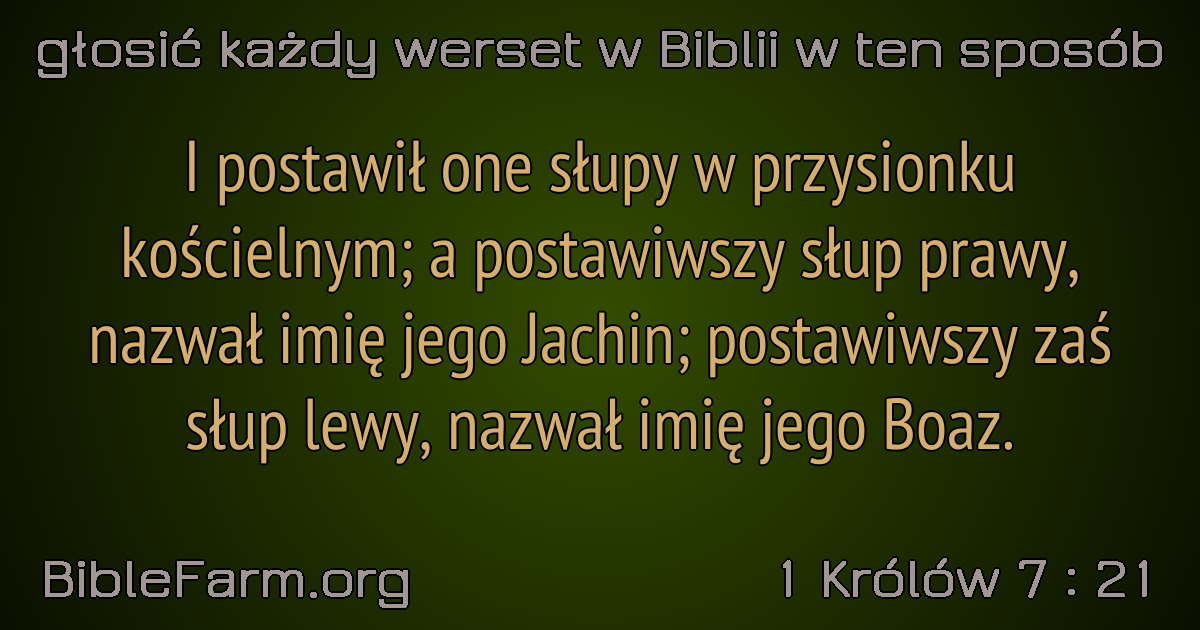 głosić każdy werset w Biblii w ten sposób
I postawił one słupy w przysionku
kościelnym; a postawiwszy słup prawy,
nazwał imię jego Jachin; postawiwszy zaś
słup lewy, nazwał imię jego Boaz.
BibleFarm.org
1 Królów 7 : 21